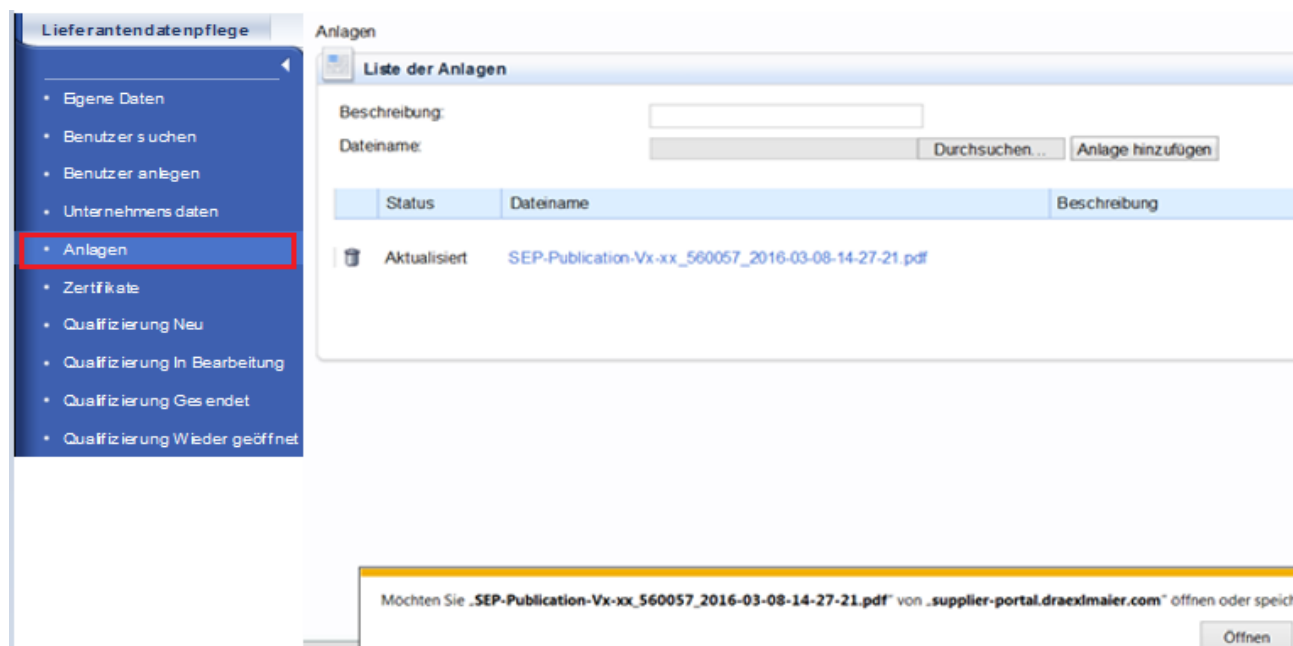 Lieferantendatenpflege
Eigene Daten
Benutzer suchen
Benutzer anlegen
Unternehmensdaten
Anlagen
Zertifikate
Qualifizierung Neu
Qualifizierung In Bearbeitung
Qualifizierung Gesendet
Qualifizierung Wieder geöffnet
Anlagen
Liste der Anlagen
Beschreibung:
Dateiname: Durchsuchen... Anlage hinzufügen
Status Dateiname Beschreibung
Aktualisiert SEP-Publication-Vx-xx_560057_2016-03-08-14-27-21.pdf
Möchten Sie „SEP-Publication-Vx-xx_560057_2016-03-08-14-27-21.pdf" von „supplier-portal.draexlmaier.com" öffnen oder speich
Öffnen